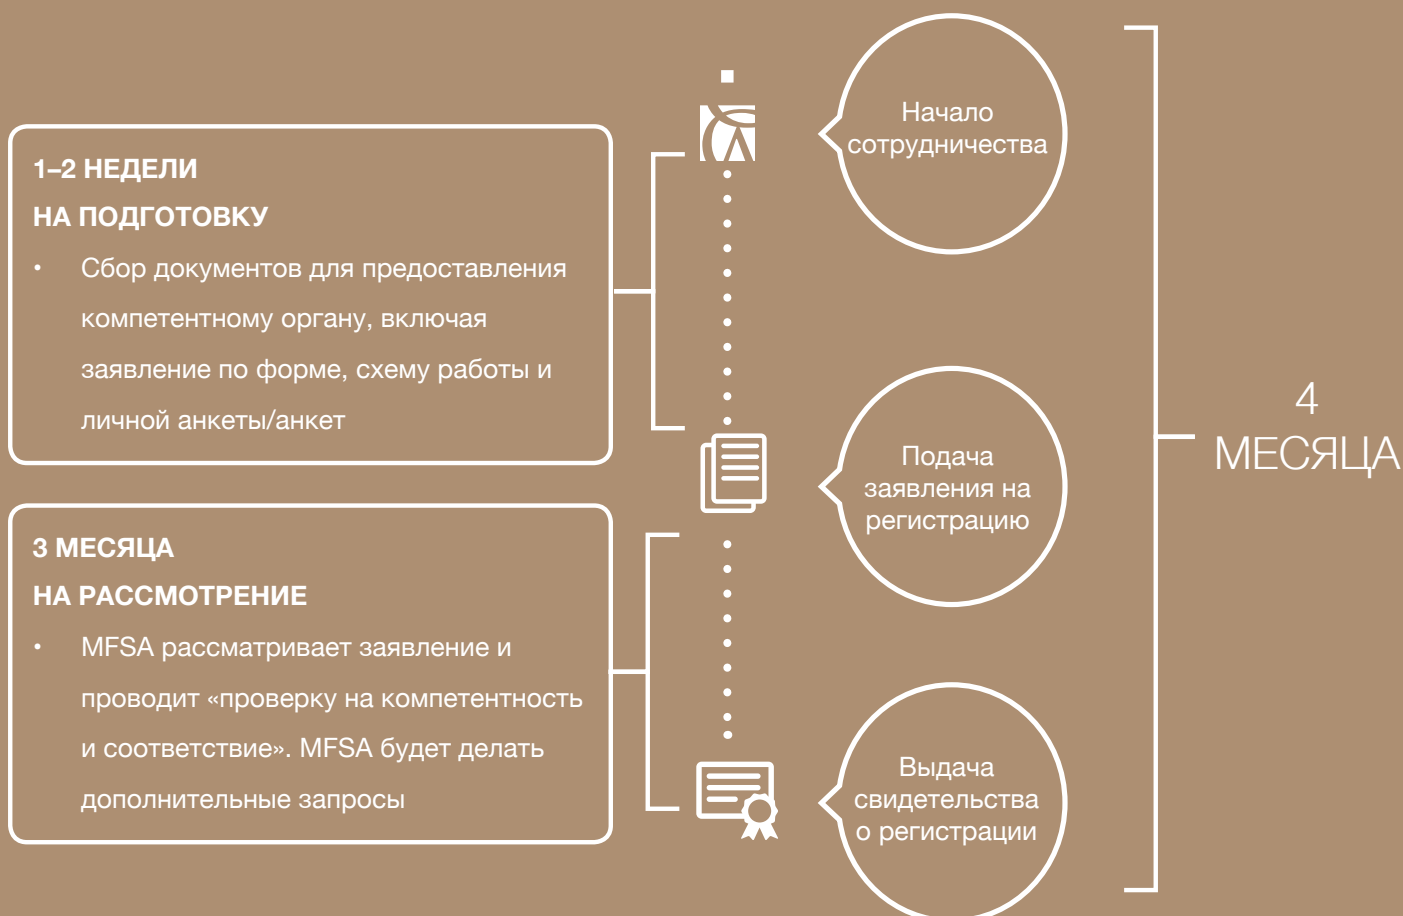 Начало
сотрудничества
1–2 НЕДЕЛИ
НА ПОДГОТОВКУ
• Сбор документов для предоставления
компетентному органу, включая
заявление по форме, схему работы и
личной анкеты/анкет
4
МЕСЯЦА
Подача
заявления на
регистрацию
3 МЕСЯЦА
НА РАССМОТРЕНИЕ
• MFSA рассматривает заявление и
проводит «проверку на компетентность
и соответствие». MFSA будет делать
дополнительные запросы
Выдача
свидетельства
о регистрации